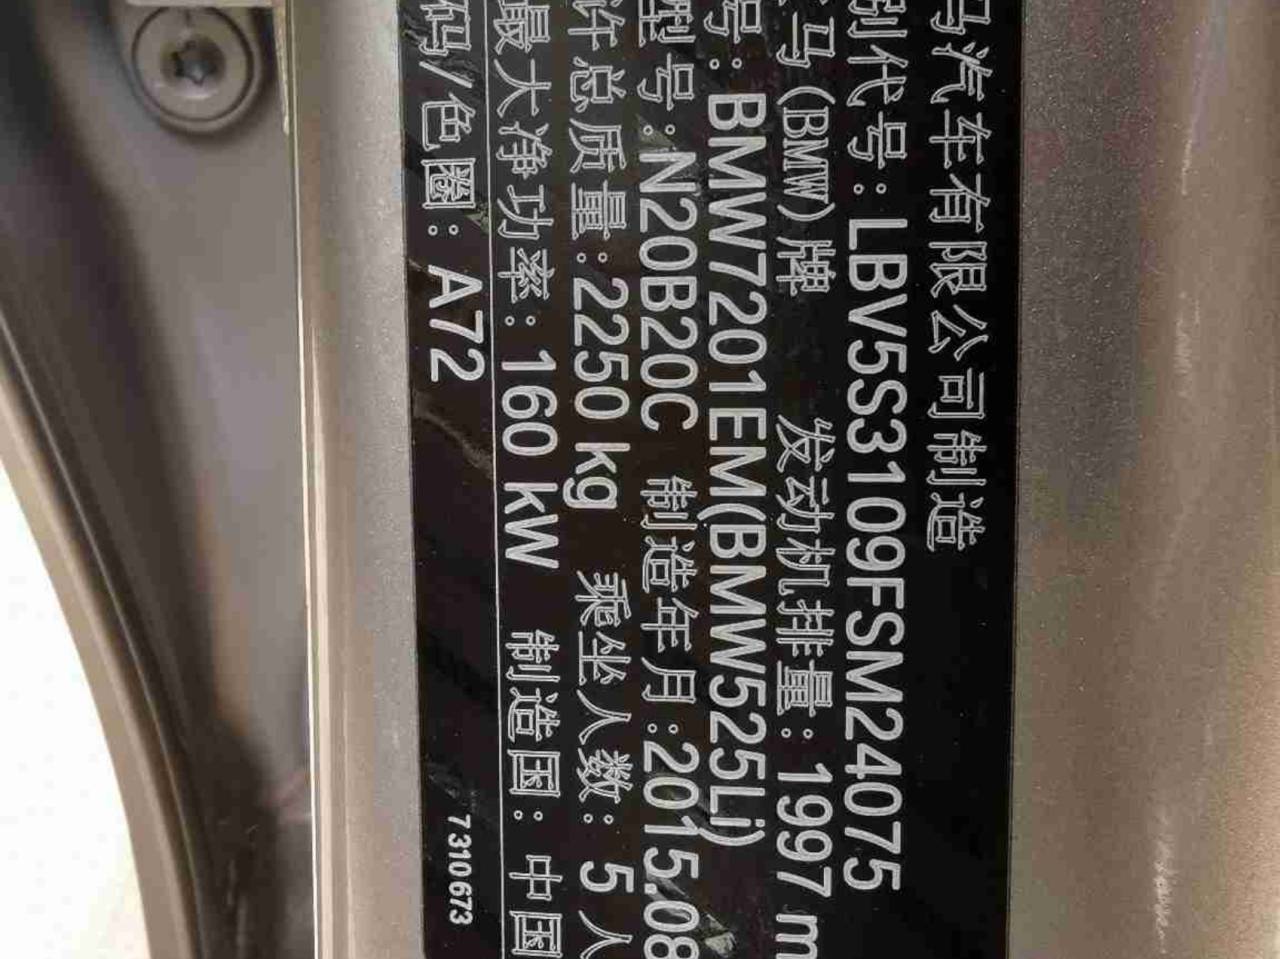 马汽车有限公司制造
别代号:LBV5S3109FSM24075
马(BMW)牌 发动机排量:1997 m
号:BMW7201EM(BMW525Li)
型号:N20B20C 制造年月:2015.08
许总质量:2250 kg 乘坐人数:5人
最大净功率:160 kW 制造国:中国
码/色圈:A72
7310673